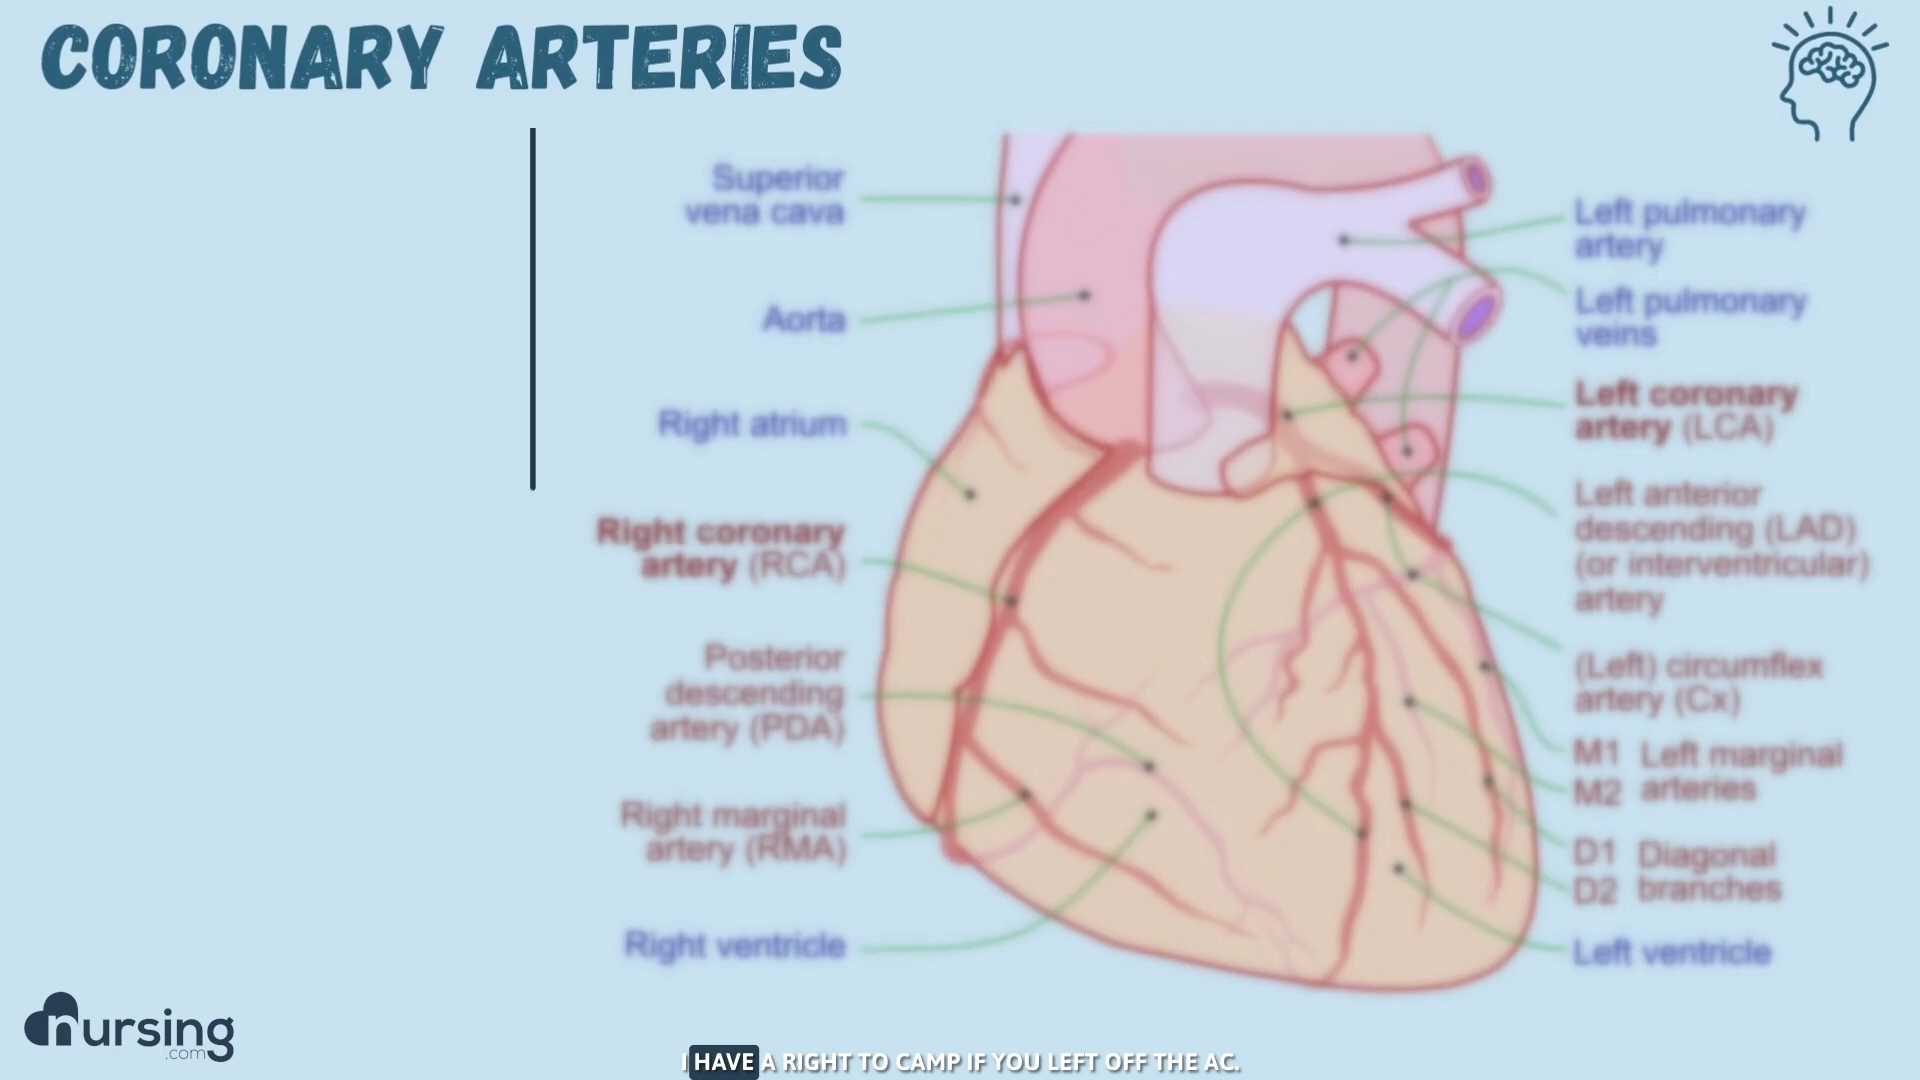 CORONARY ARTERIES
Superior
vena cava
Aorta
Right atrium
Right coronary
artery (RCA)
Posterior
descending
artery (PDA)
Right marginal
artery (RMA)
Right ventricle
Left pulmonary
artery
Left pulmonary
veins
Left coronary
artery (LCA)
Left anterior
descending (LAD)
(or interventricular)
artery
(Left) circumflex
artery (Cx)
M1 Left marginal
M2 arteries
D1 Diagonal
D2 branches
Left ventricle
nursing
.com
I HAVE A RIGHT TO CAMP IF YOU LEFT OFF THE AC.